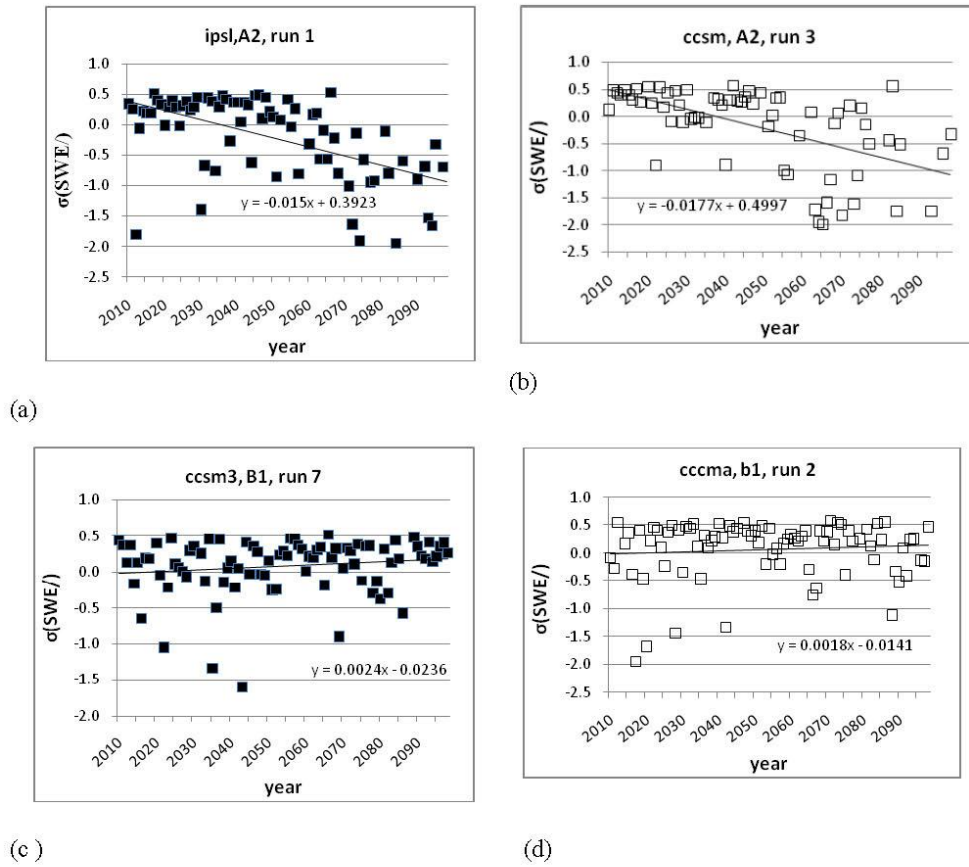 ipsl,A2, run 1
1.0
0.5
0.0
-0.5
-1.0
-1.5
-2.0
-2.5
σ(SWE/)
y = -0.015x + 0.3923
2010 2020 2030 2040 2050 2060 2070 2080 2090
year
(a)
ccsm, A2, run 3
1.0
0.5
0.0
-0.5
-1.0
-1.5
-2.0
-2.5
σ(SWE/)
y = -0.0177x + 0.4997
2010 2020 2030 2040 2050 2060 2070 2080 2090
year
(b)
ccsm3, B1, run 7
1.0
0.5
0.0
-0.5
-1.0
-1.5
-2.0
σ(SWE/)
y = 0.0024x - 0.0236
2010 2020 2030 2040 2050 2060 2070 2080 2090
year
(c )
cccma, b1, run 2
1.0
0.5
0.0
-0.5
-1.0
-1.5
-2.0
-2.5
σ(SWE/)
y = 0.0018x - 0.0141
2010 2020 2030 2040 2050 2060 2070 2080 2090
year
(d)